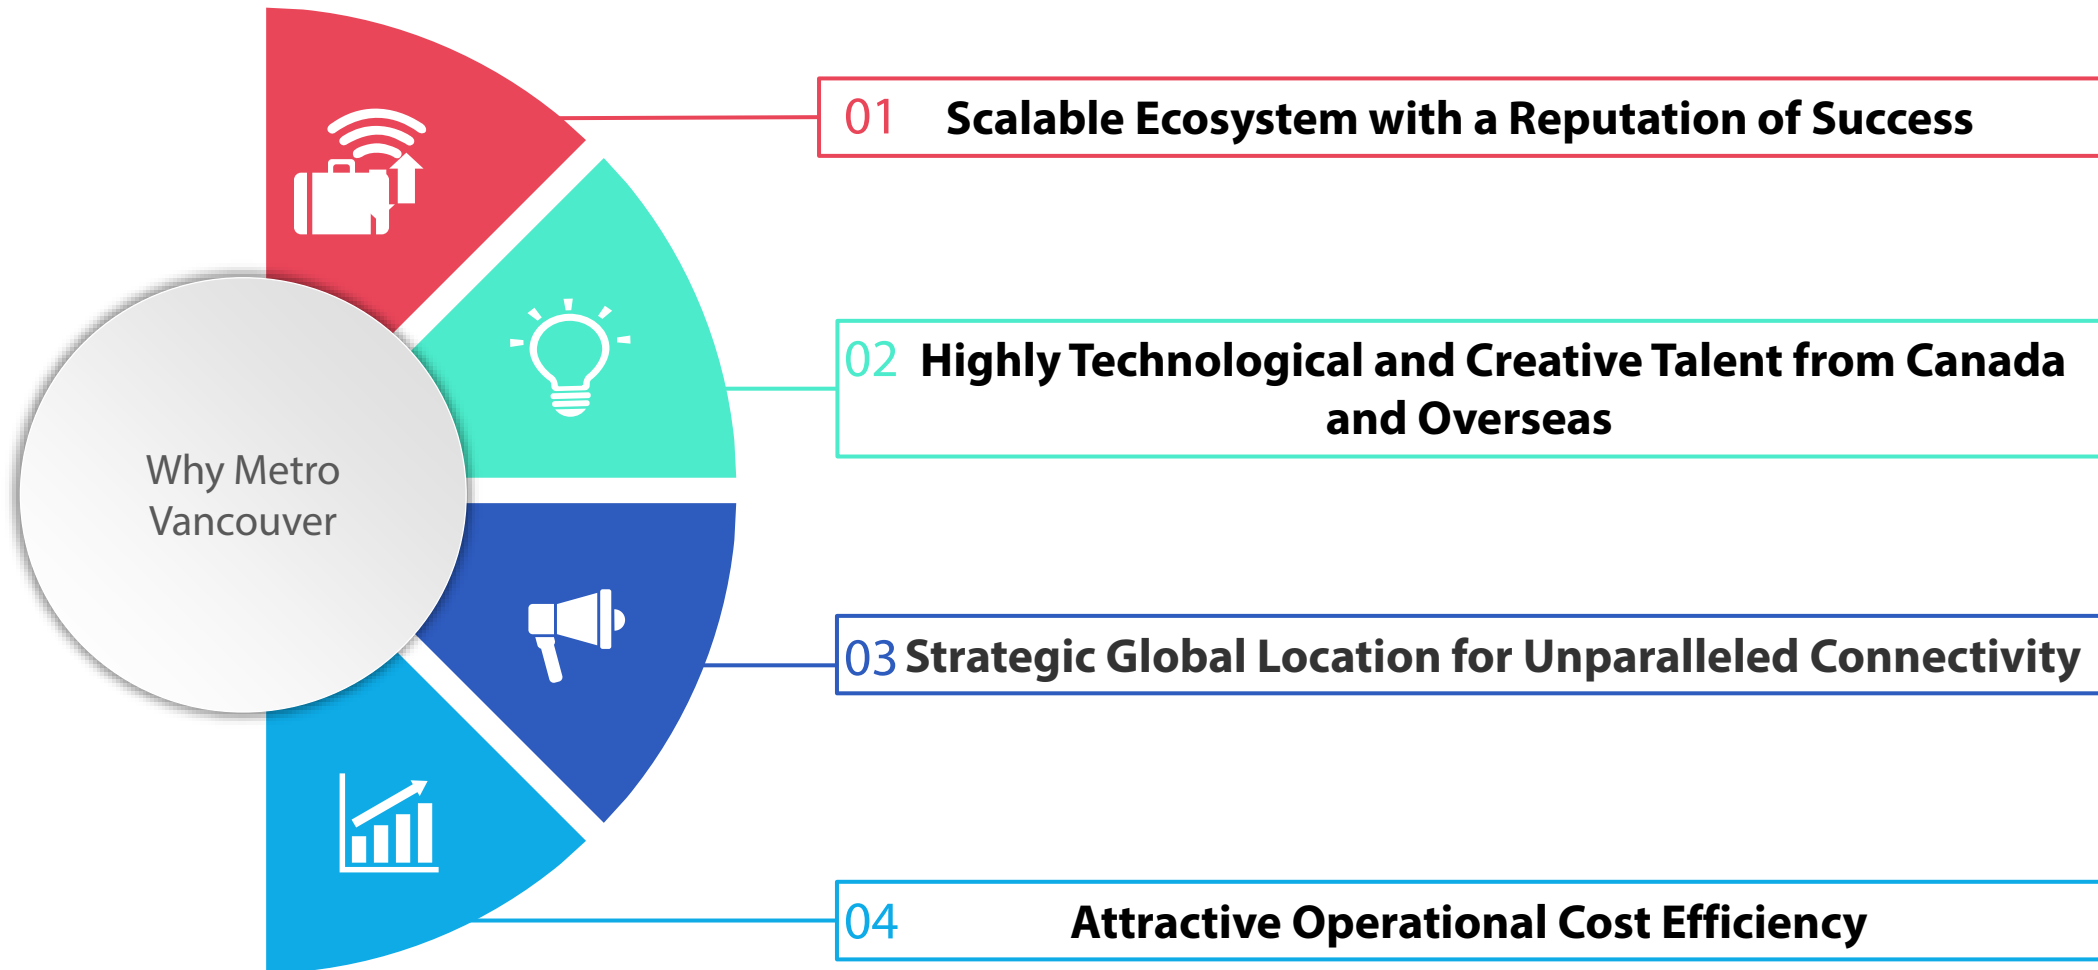 Why Metro
Vancouver
01 Scalable Ecosystem with a Reputation of Success
02 Highly Technological and Creative Talent from Canada
and Overseas
03 Strategic Global Location for Unparalleled Connectivity
04 Attractive Operational Cost Efficiency